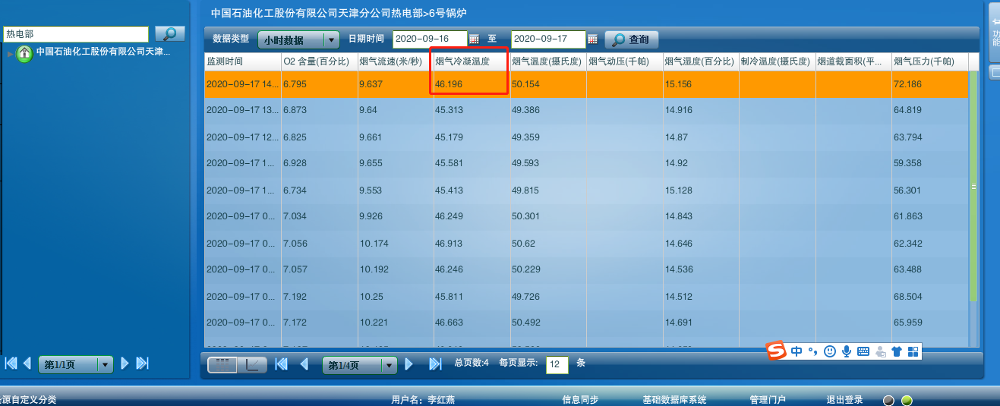 中国石油化工股份有限公司天津分公司热电部>6号锅炉
热电部
中国石油化工股份有限公司天津...
数据类型 小时数据 日期时间 2020-09-16 至 2020-09-17 查询
功能
监测时间 O2 含量(百分比) 烟气流速(米/秒) 烟气冷凝温度 烟气温度(摄氏度) 烟气动压(千帕) 烟气湿度(百分比) 制冷温度(摄氏度) 烟道截面积(平... 烟气压力(千帕)
2020-09-17 14... 6.795 9.637 46.196 50.154 15.156 72.186
2020-09-17 13... 6.873 9.64 45.313 49.386 14.916 64.819
2020-09-17 12... 6.825 9.661 45.179 49.359 14.87 63.794
2020-09-17 1... 6.928 9.655 45.581 49.593 14.92 59.358
2020-09-17 1... 6.734 9.553 45.413 49.815 15.128 56.301
2020-09-17 0... 7.034 9.926 46.249 50.301 14.843 61.863
2020-09-17 0... 7.056 10.174 46.913 50.62 14.646 62.342
2020-09-17 0... 7.057 10.192 46.246 50.229 14.536 63.488
2020-09-17 0... 7.192 10.25 45.811 49.726 14.512 68.504
2020-09-17 0... 7.172 10.221 46.663 50.492 14.691 65.959
S 中
第1/1页
第1/4页 总页数:4 每页显示: 12 条
源自定义分类 用户名: 李红燕 信息同步 基础数据库系统 管理门户 退出登录